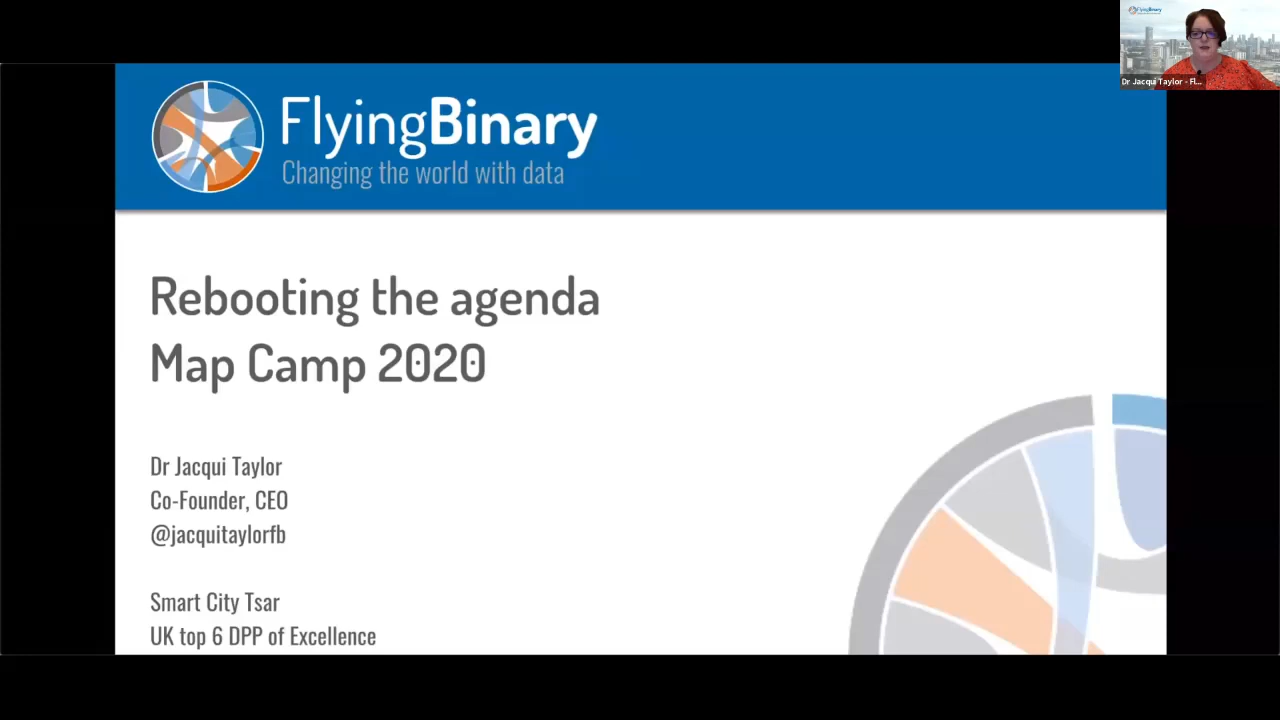 FlyingBinary
Dr Jacqui Taylor - Fl...
FlyingBinary
Changing the world with data
Rebooting the agenda
Map Camp 2020
Dr Jacqui Taylor
Co-Founder, CEO
@jacquitaylorfb
Smart City Tsar
UK top 6 DPP of Excellence